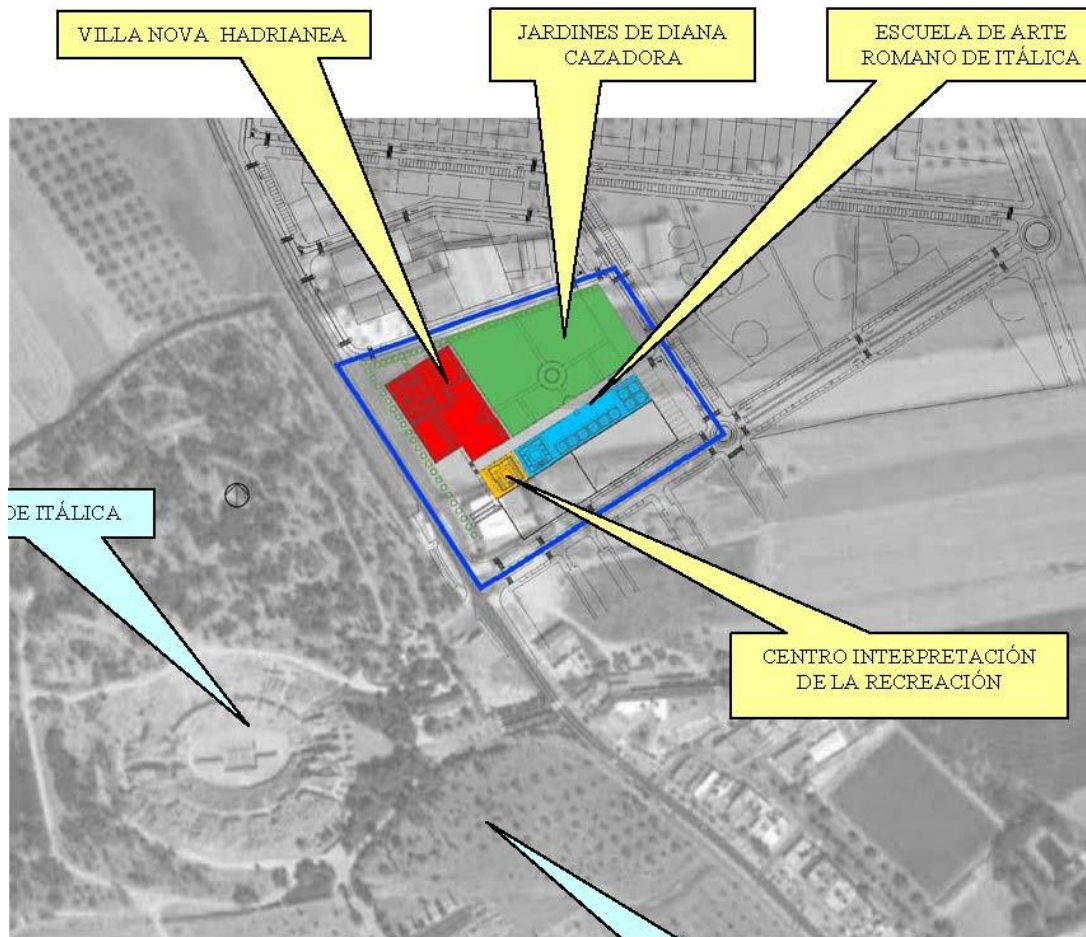 VILLA NOVA HADRIANEA
JARDINES DE DIANA
CAZADORA
ESCUELA DE ARTE
ROMANO DE ITÁLICA
DE ITÁLICA
CENTRO INTERPRETACIÓN
DE LA RECREACIÓN